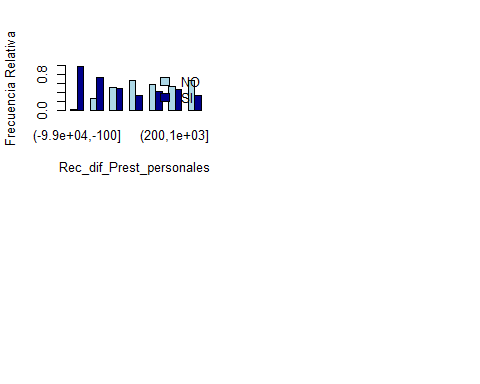 Frecuencia Relativa
0.8
0.0
NO
SI
(-9.9e+04,-100]
(200,1e+03]
Rec_dif_Prest_personales